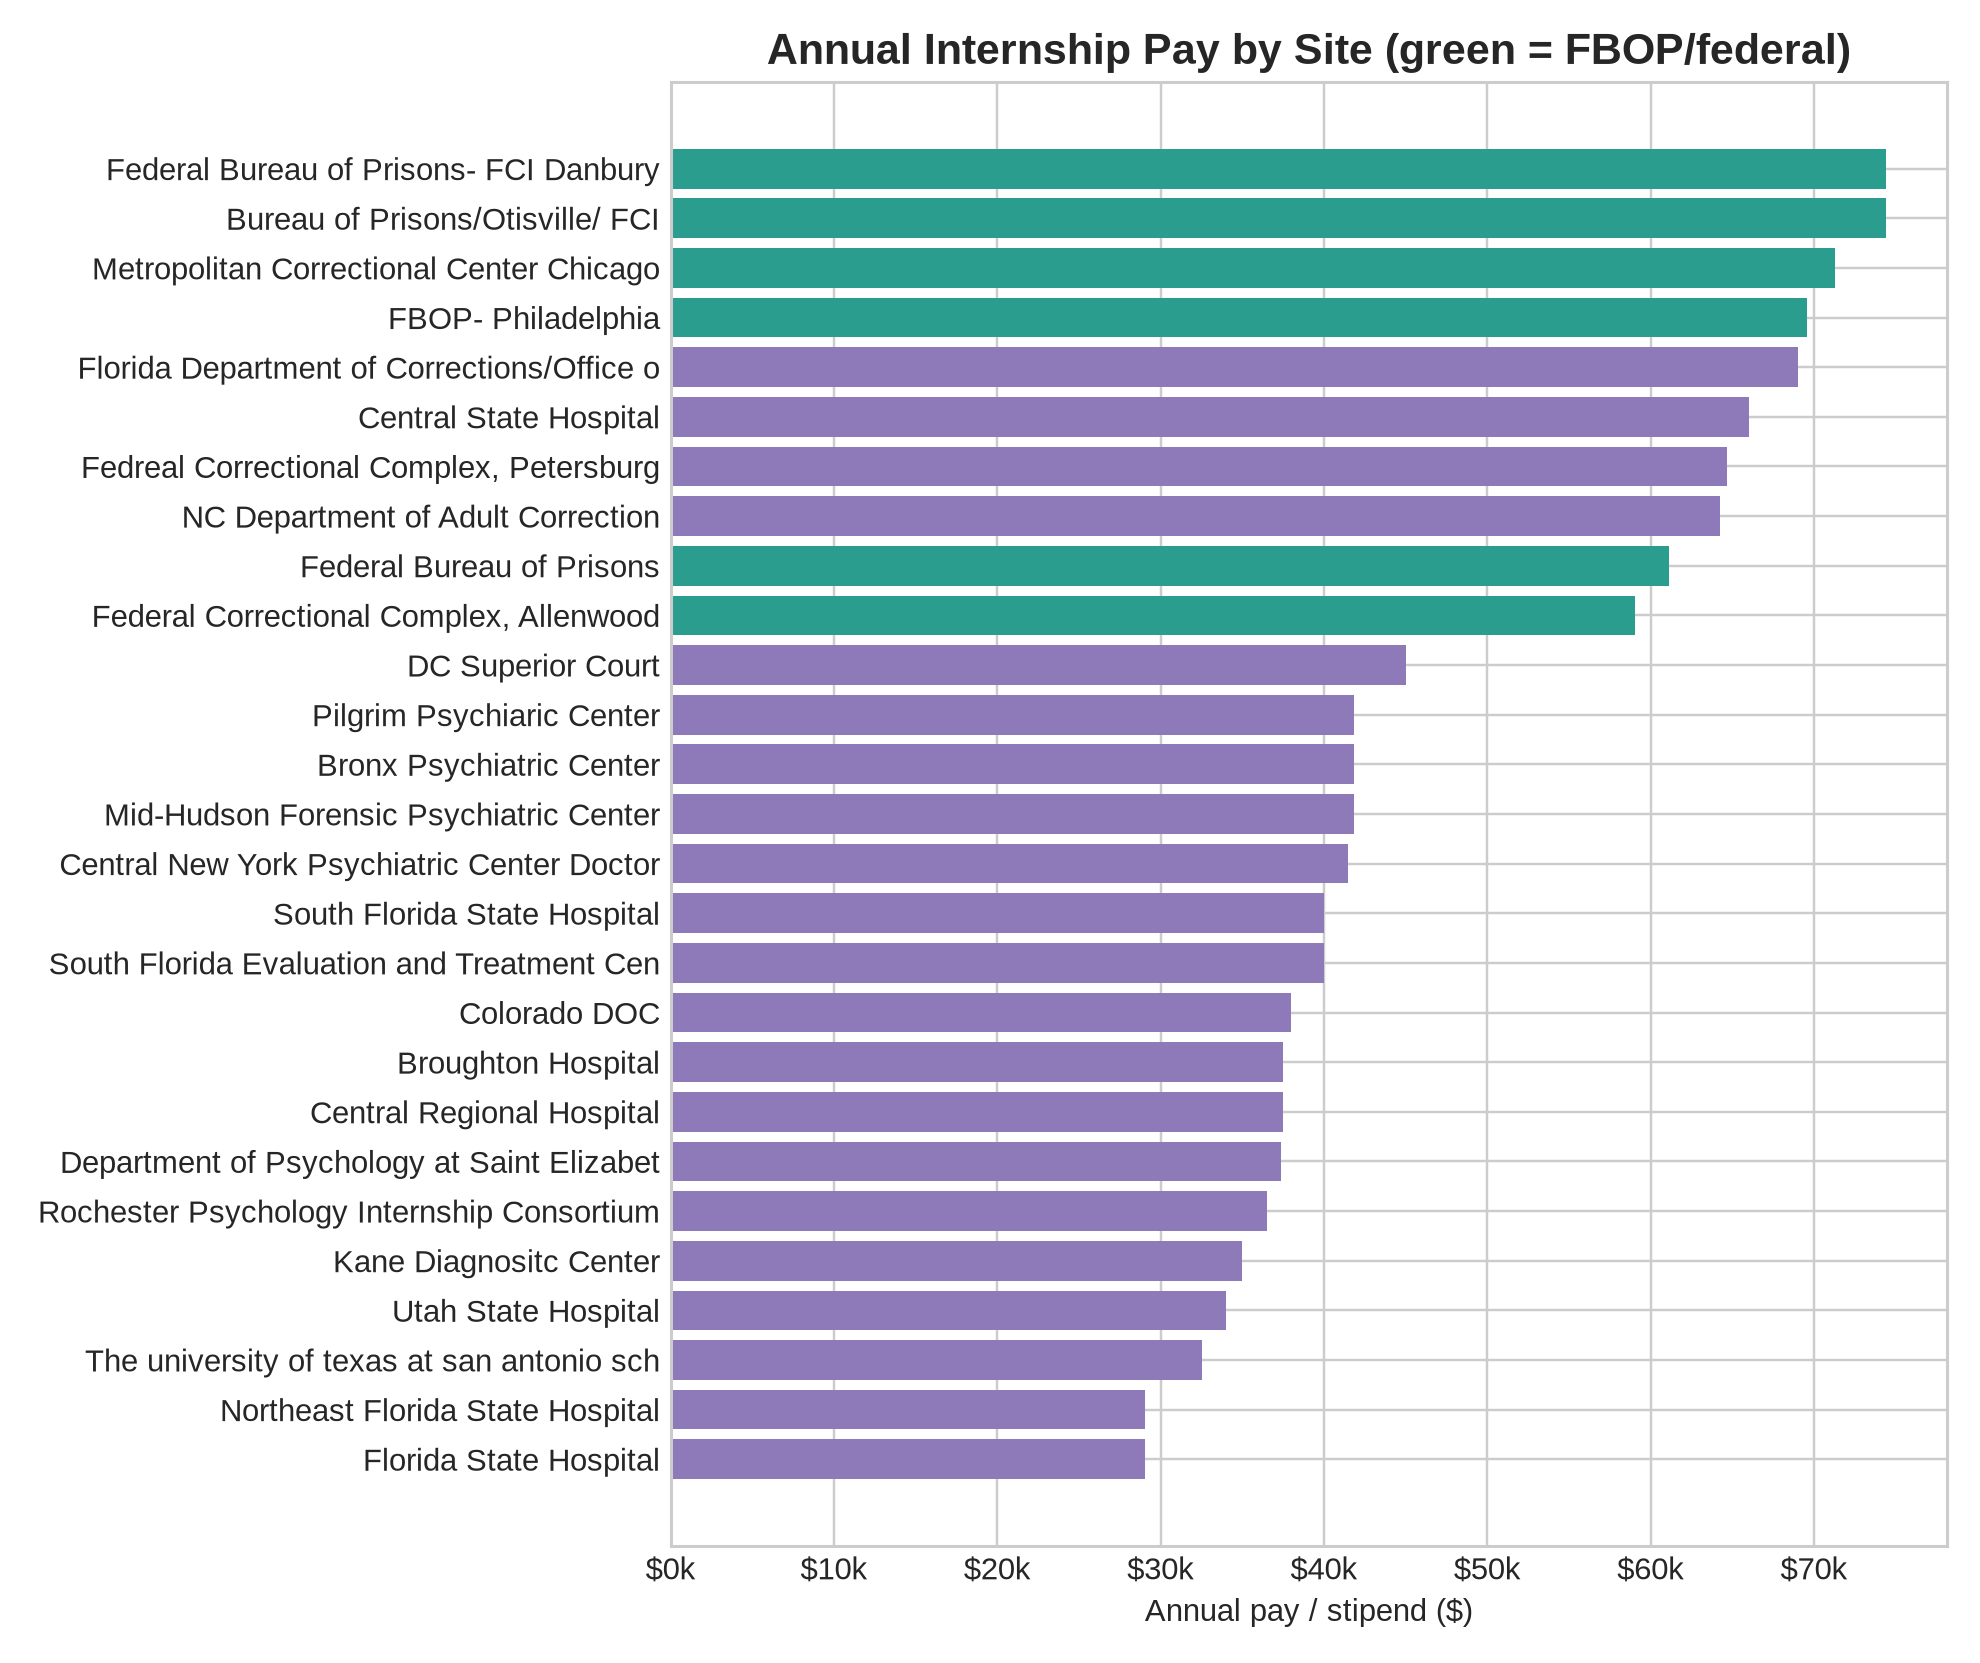 Annual Internship Pay by Site (green = FBOP/federal)
Federal Bureau of Prisons- FCI Danbury
Bureau of Prisons/Otisville/ FCI
Metropolitan Correctional Center Chicago
FBOP- Philadelphia
Florida Department of Corrections/Office o
Central State Hospital
Fedreal Correctional Complex, Petersburg
NC Department of Adult Correction
Federal Bureau of Prisons
Federal Correctional Complex, Allenwood
DC Superior Court
Pilgrim Psychiaric Center
Bronx Psychiatric Center
Mid-Hudson Forensic Psychiatric Center
Central New York Psychiatric Center Doctor
South Florida State Hospital
South Florida Evaluation and Treatment Cen
Colorado DOC
Broughton Hospital
Central Regional Hospital
Department of Psychology at Saint Elizabet
Rochester Psychology Internship Consortium
Kane Diagnositc Center
Utah State Hospital
The university of texas at san antonio sch
Northeast Florida State Hospital
Florida State Hospital
$0k $10k $20k $30k $40k $50k $60k $70k
Annual pay / stipend ($)